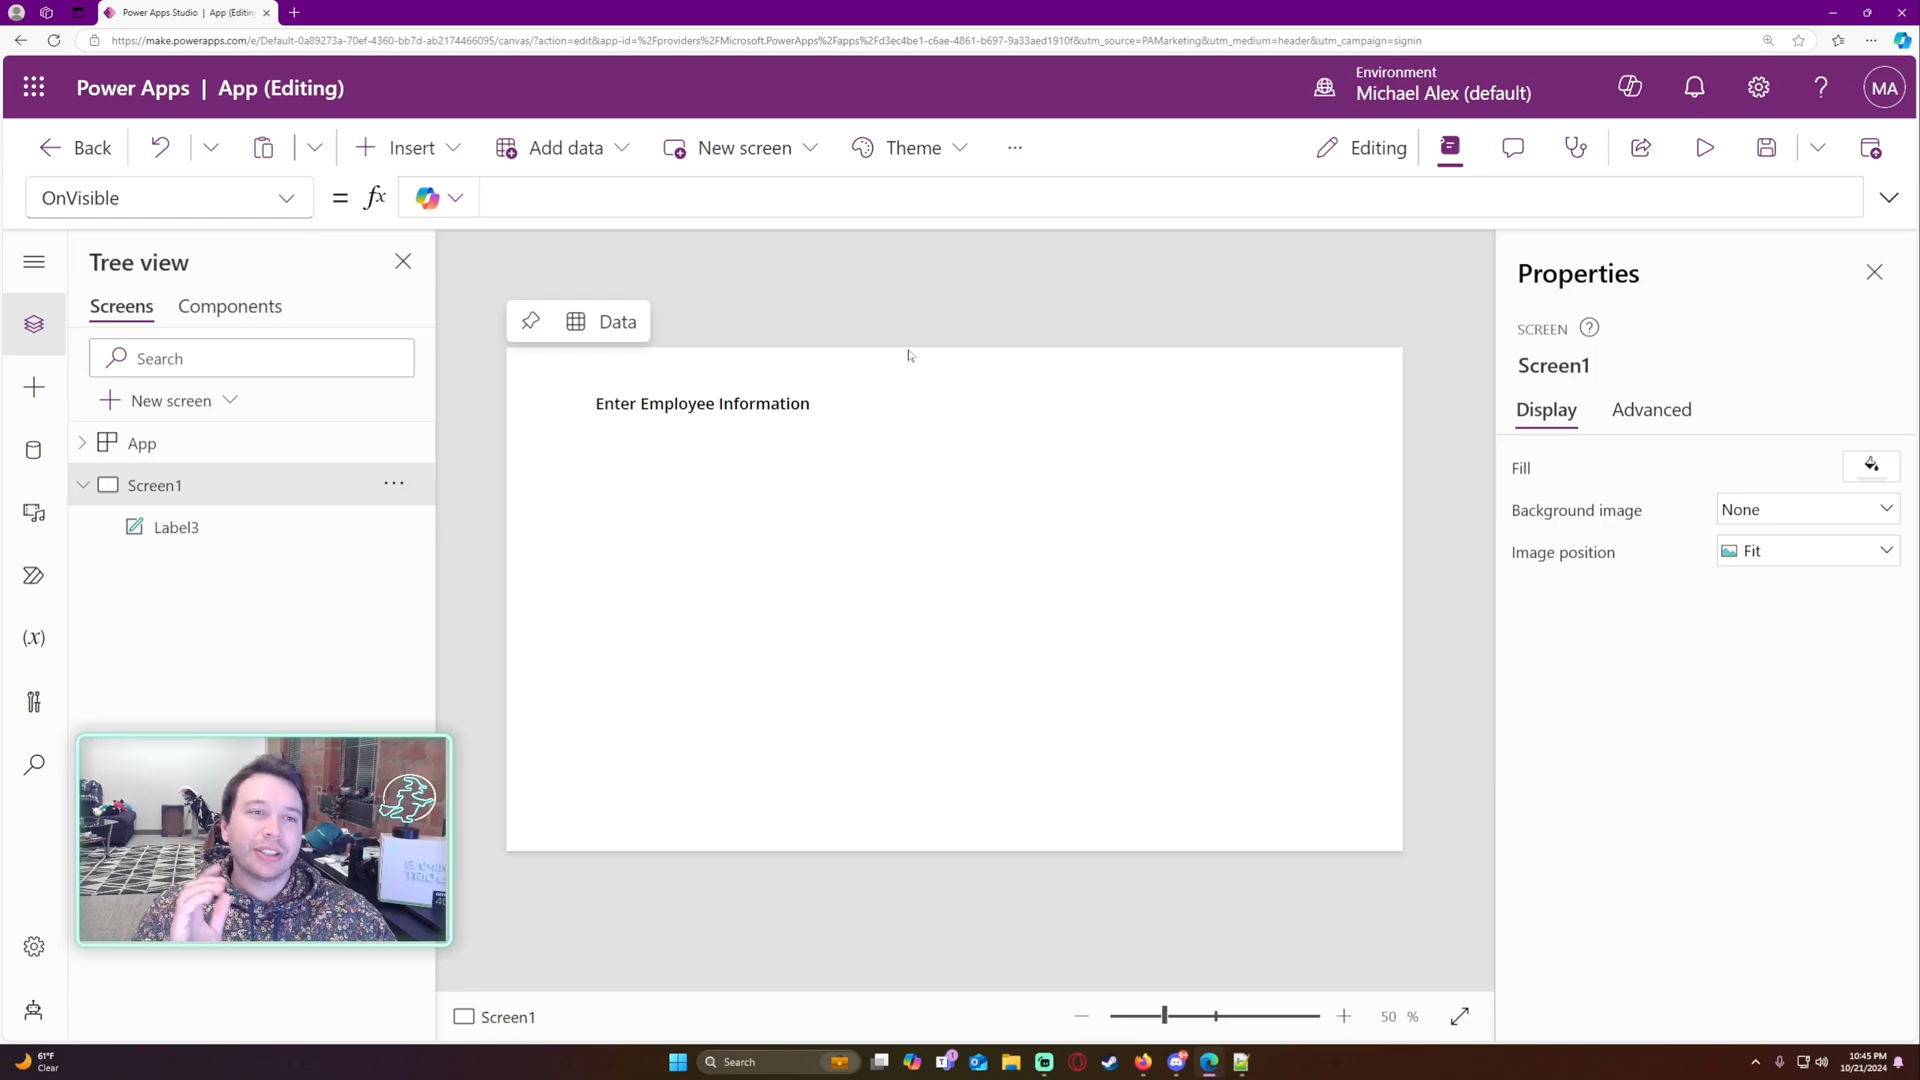 Power Apps Studio | App (Editin
https://make.powerapps.com/e/Default-0a89273a-70ef-4360-bb7d-ab2174466095/canvas/?action=edit&app-id=%2Fproviders%2FMicrosoft.PowerApps%2Fapps%2Fd3ec4be1-c6ae-4861-b697-9a33aed1910f&utm_source=PAMarketing&utm_medium=header&utm_campaign=signin
Power Apps | App (Editing)
Environment
Michael Alex (default)
MA
Back
Insert
Add data
New screen
Theme
...
Editing
OnVisible
= fx
Tree view
Screens
Components
Search
New screen
App
Screen1
Label3
Data
Enter Employee Information
Properties
SCREEN
Screen1
Display
Advanced
Fill
Background image
None
Image position
Fit
Screen1
50 %
61°F
Clear
Search
10:45 PM
10/21/2024